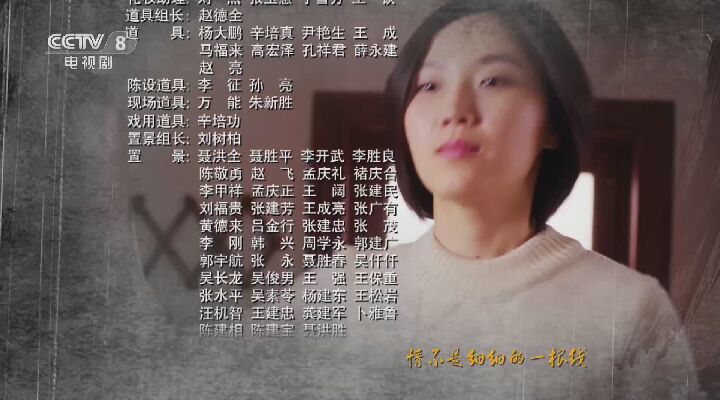 道具组长: 赵德全
CCTV 8
电视剧
道 具: 杨大鹏 辛培真 尹艳生 王 成
马福来 高宏泽 孔祥君 薛永建
赵 亮
陈设道具: 李 征 孙 亮
现场道具: 万 能 朱新胜
戏用道具: 辛培功
置景组长: 刘树柏
置 景: 聂洪全 聂胜平 李开武 李胜良
陈敬勇 赵 飞 孟庆礼 褚庆合
李甲祥 孟庆正 王 阔 张建民
刘福贵 张建芳 王成亮 张广有
黄德来 吕金行 张建忠 张 茂
李 刚 韩 兴 周学永 郭建广
郭宇航 张 永 聂胜春 吴仟仟
吴长龙 吴俊男 王 强 王保重
张水平 吴素苓 杨建东 王松岩
汪机智 王建忠 龚建军 卜雅鲁
陈建相 陈建宝 聂洪胜
情不是细细的一根线